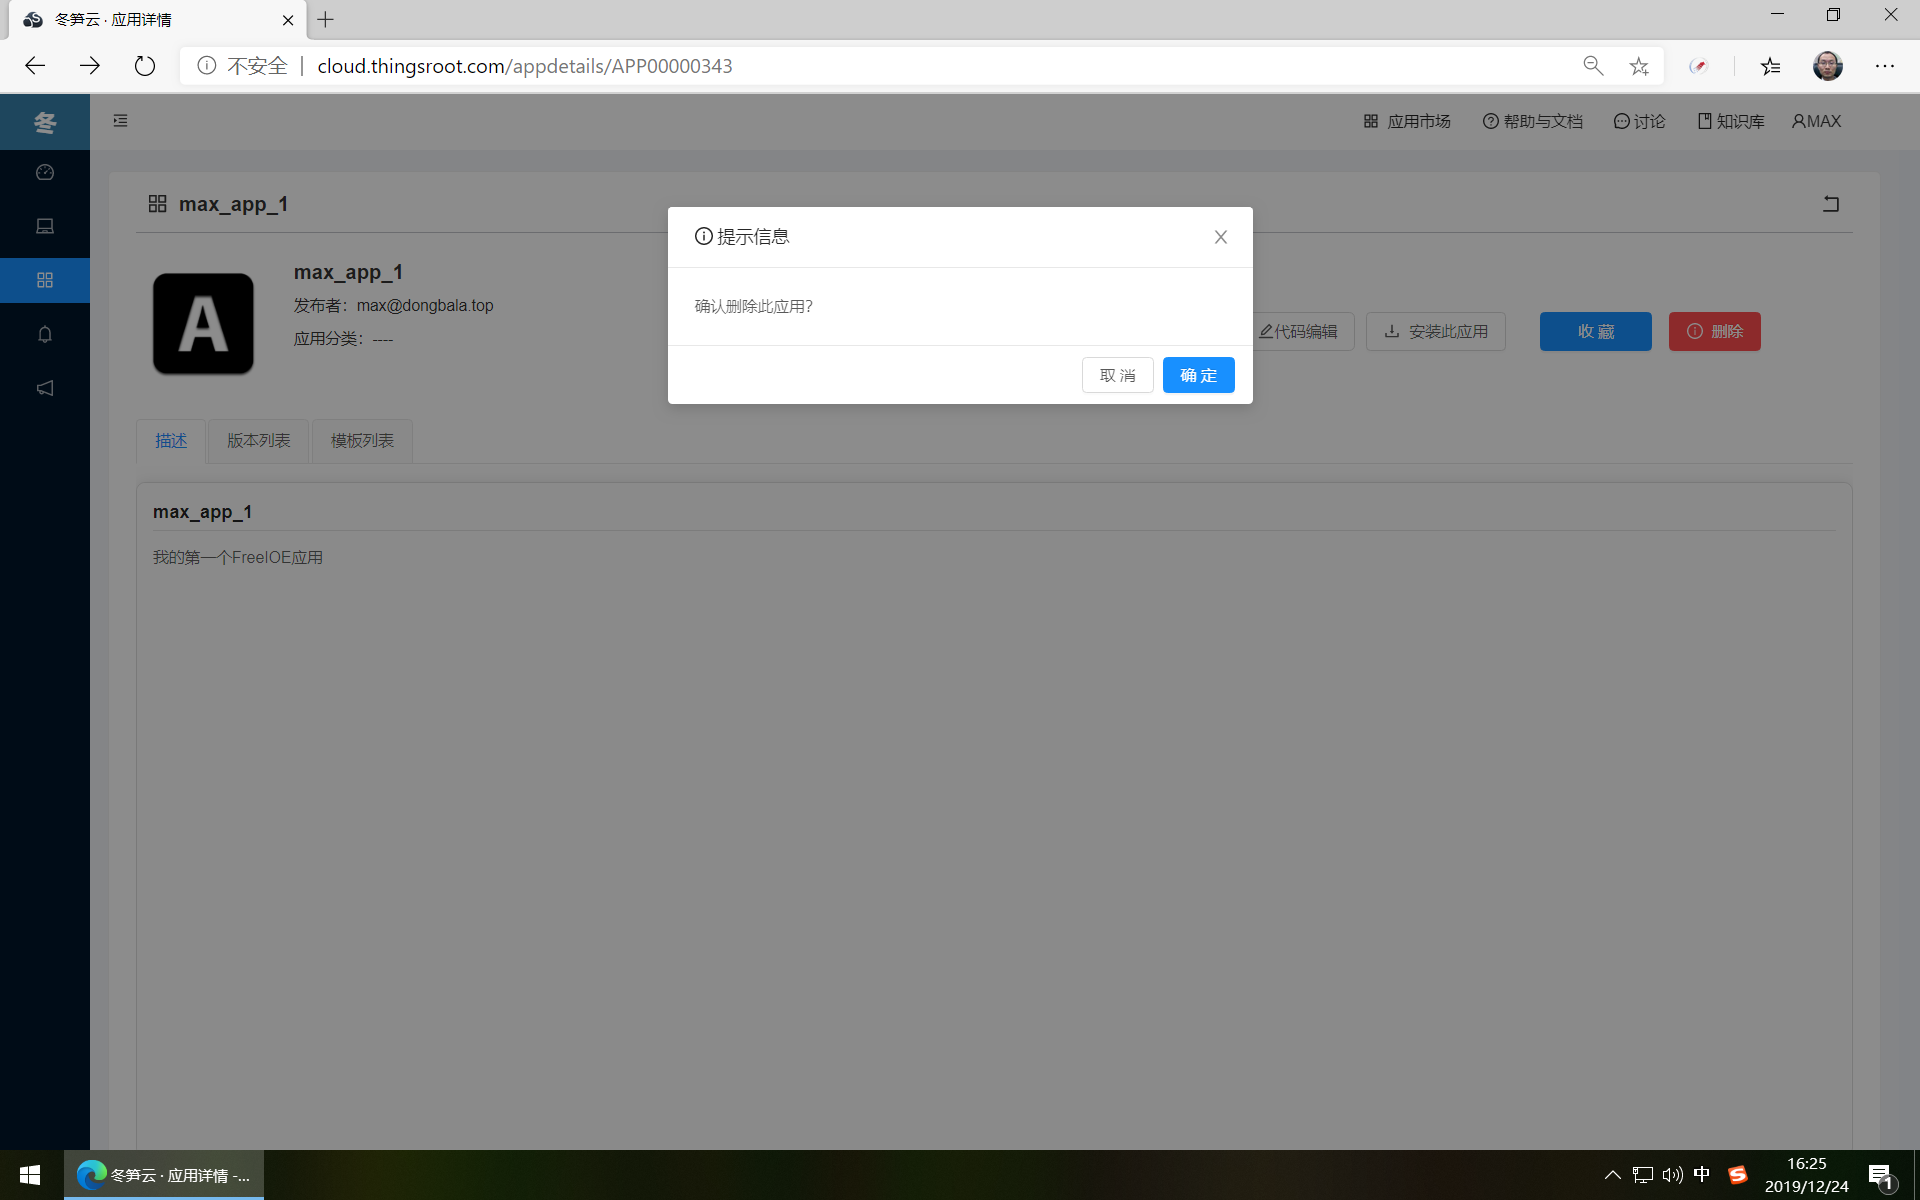 冬笋云 · 应用详情
不安全 | cloud.thingsroot.com/appdetails/APP00000343
冬
应用市场 帮助与文档 讨论 知识库 MAX
max_app_1
提示信息
确认删除此应用?
取 消 确 定
A
max_app_1
发布者：max@dongbala.top
应用分类：----
代码编辑 安装此应用 收 藏 删除
描述 版本列表 模板列表
max_app_1
我的第一个FreeIOE应用
冬笋云 · 应用详情 -...
中
S
16:25
2019/12/24
1